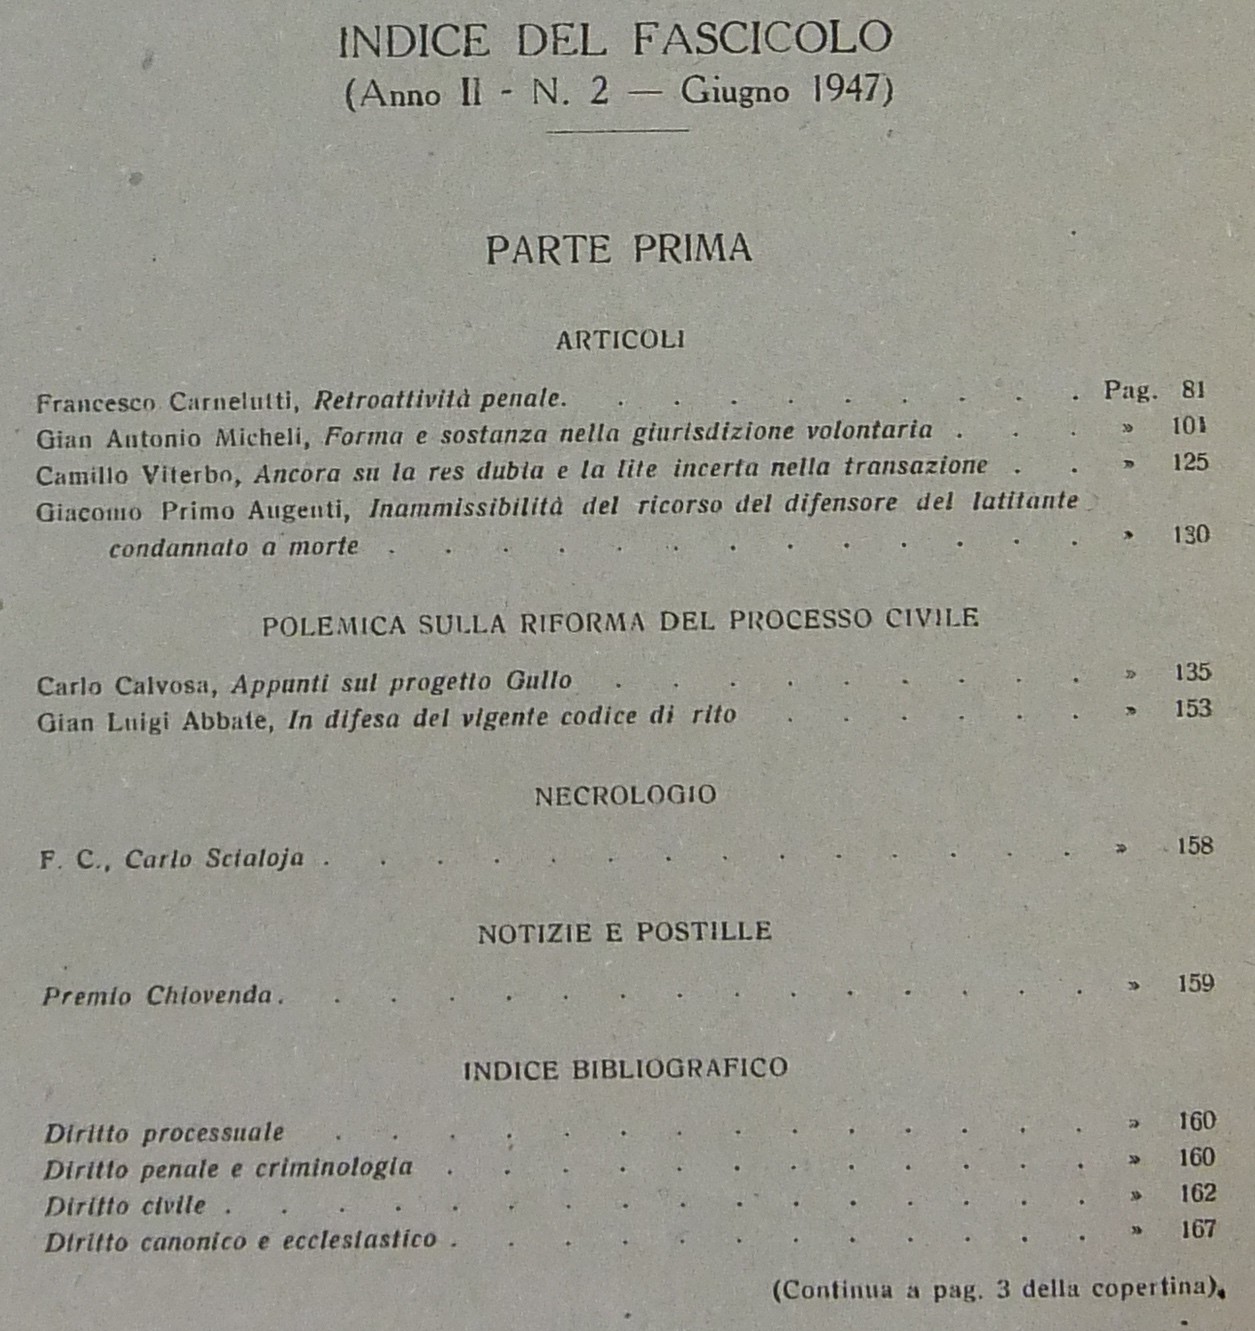 INDICE DEL FASCICOLO
(Anno II - N. 2 — Giugno 1947)
PARTE PRIMA
ARTICOLI
Francesco Carnelutti, Retroattività penale. . . . . . . . . . Pag. 81
Gian Antonio Micheli, Forma e sostanza nella giurisdizione volontaria . . . » 101
Camillo Viterbo, Ancora su la res dubia e la lite incerta nella transazione . . » 125
Giacomo Primo Augenti, Inammissibilità del ricorso del difensore del latitante
condannato a morte . . . . . . . . . . . . . » 130
POLEMICA SULLA RIFORMA DEL PROCESSO CIVILE
Carlo Calvosa, Appunti sul progetto Gullo . . . . . . . . . » 135
Gian Luigi Abbate, In difesa del vigente codice di rito . . . . . . » 153
NECROLOGIO
F. C., Carlo Scialoja . . . . . . . . . . . . . . » 158
NOTIZIE E POSTILLE
Premio Chiovenda . . . . . . . . . . . . . . . » 159
INDICE BIBLIOGRAFICO
Diritto processuale . . . . . . . . . . . . . . » 160
Diritto penale e criminologia . . . . . . . . . . . . » 160
Diritto civile . . . . . . . . . . . . . . . . » 162
Diritto canonico e ecclesiastico . . . . . . . . . . . . » 167
(Continua a pag. 3 della copertina).